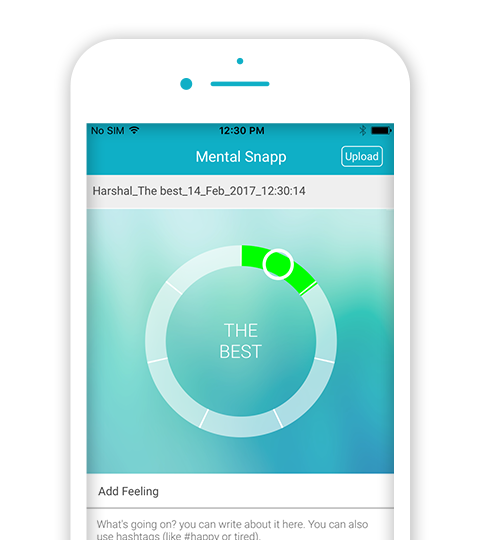 No SIM 12:30 PM
Mental Snapp Upload
Harshal_The best_14_Feb_2017_12:30:14
THE
BEST
Add Feeling
What's going on? you can write about it here. You can also
use hashtags (like #happy or tired).